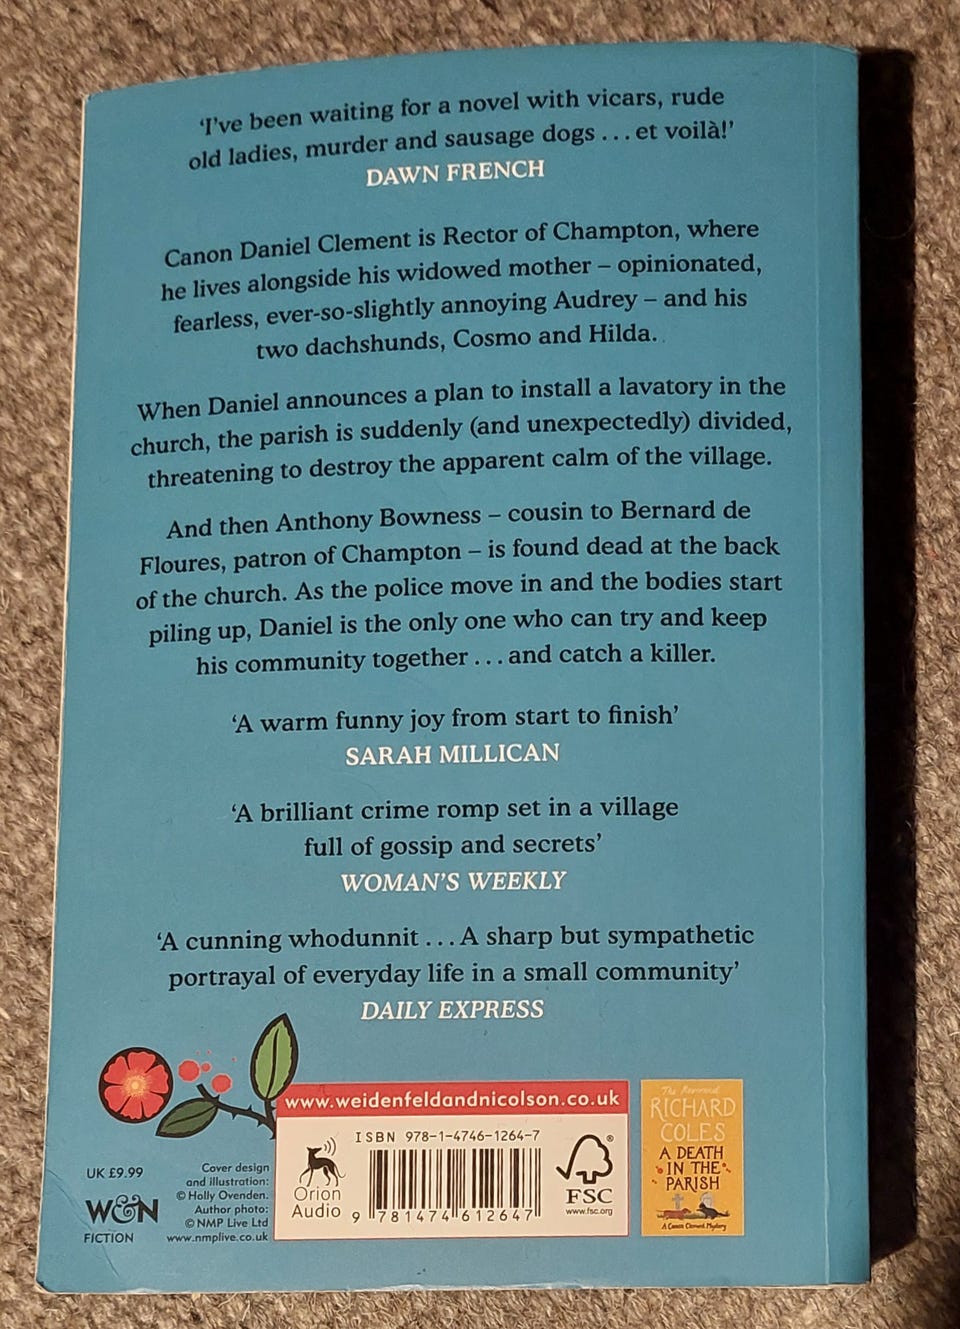 ‘I’ve been waiting for a novel with vicars, rude
old ladies, murder and sausage dogs . . . et voilà!’
DAWN FRENCH
Canon Daniel Clement is Rector of Champton, where
he lives alongside his widowed mother – opinionated,
fearless, ever-so-slightly annoying Audrey – and his
two dachshunds, Cosmo and Hilda.
When Daniel announces a plan to install a lavatory in the
church, the parish is suddenly (and unexpectedly) divided,
threatening to destroy the apparent calm of the village.
And then Anthony Bowness – cousin to Bernard de
Floures, patron of Champton – is found dead at the back
of the church. As the police move in and the bodies start
piling up, Daniel is the only one who can try and keep
his community together . . . and catch a killer.
‘A warm funny joy from start to finish’
SARAH MILLICAN
‘A brilliant crime romp set in a village
full of gossip and secrets’
WOMAN’S WEEKLY
‘A cunning whodunnit . . . A sharp but sympathetic
portrayal of everyday life in a small community’
DAILY EXPRESS
UK £9.99
W&N
FICTION
Cover design
and illustration:
© Holly Ovenden.
Author photo:
© NMP Live Ltd
www.nmplive.co.uk
www.weidenfeldandnicolson.co.uk
Orion
Audio
ISBN 978-1-4746-1264-7
9 781474 612647
®
FSC
www.fsc.org
The Reverend
RICHARD
COLES
A DEATH
IN THE
PARISH
A Canon Clement Mystery